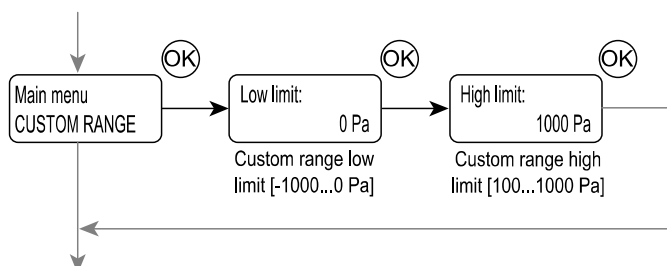 OK
OK
OK
Main menu
CUSTOM RANGE
Low limit:
0 Pa
High limit:
1000 Pa
Custom range low
limit [-1000...0 Pa]
Custom range high
limit [100...1000 Pa]